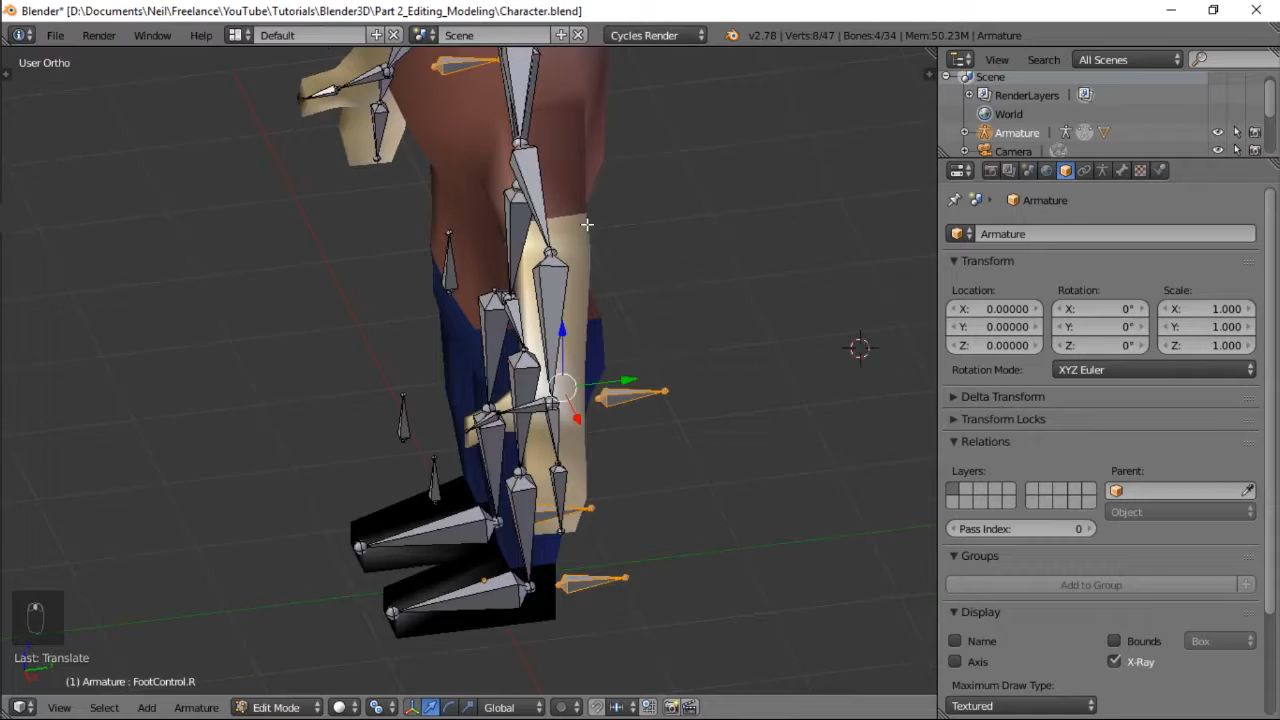 Blender* [D:\Documents\Neil\Freelance\YouTube\Tutorials\Blender3D\Part 2_Editing_Modeling\Character.blend]
File Render Window Help Default Scene Cycles Render v2.78 | Verts:8/47 | Bones:4/34 | Mem:50.23M | Armature
User Ortho
View Search All Scenes
Scene
RenderLayers
World
Armature
Camera
Armature
Armature
Transform
Location: Rotation: Scale:
X: 0.00000 X: 0° X: 1.000
Y: 0.00000 Y: 0° Y: 1.000
Z: 0.00000 Z: 0° Z: 1.000
Rotation Mode: XYZ Euler
Delta Transform
Transform Locks
Relations
Layers: Parent:
Object
Pass Index: 0
Groups
Add to Group
Display
Name Bounds Box
Axis X-Ray
Maximum Draw Type:
Textured
Last: Translate
(1) Armature : FootControl.R
View Select Add Armature Edit Mode Global